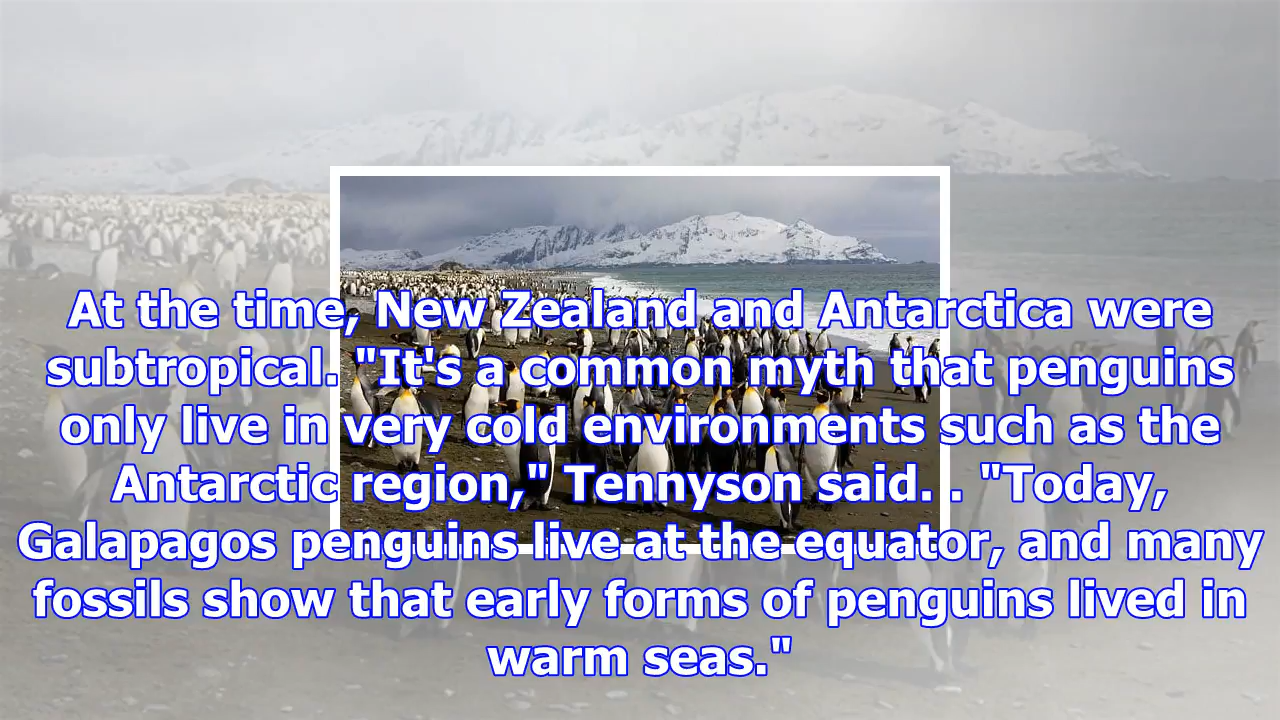 At the time, New Zealand and Antarctica were
subtropical. "It's a common myth that penguins
only live in very cold environments such as the
Antarctic region," Tennyson said. . "Today,
Galapagos penguins live at the equator, and many
fossils show that early forms of penguins lived in
warm seas."